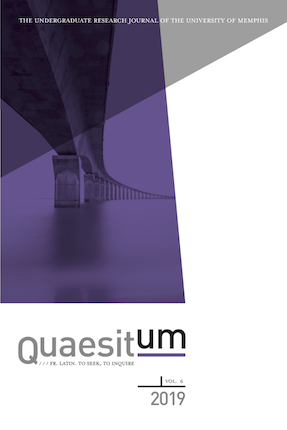 THE UNDERGRADUATE RESEARCH JOURNAL OF THE UNIVERSITY OF MEMPHIS
Quaesitum
/// FR. LATIN. TO SEEK, TO INQUIRE
VOL. 6
2019